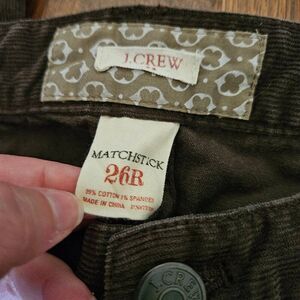 J.CREW
MATCHSTICK
26R
99% COTTON 1% SPANDEX
MADE IN CHINA
J.CREW